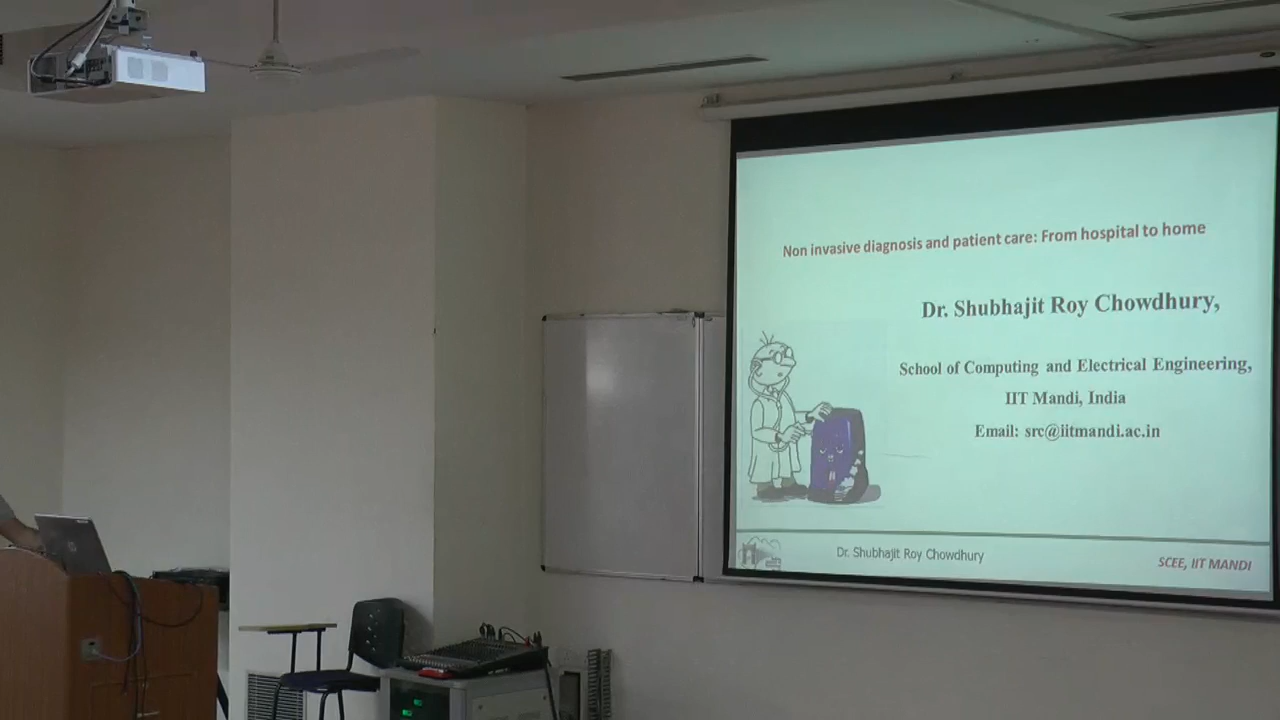 Non invasive diagnosis and patient care: From hospital to home
Dr. Shubhajit Roy Chowdhury,
School of Computing and Electrical Engineering,
IIT Mandi, India
Email: src@iitmandi.ac.in
Dr. Shubhajit Roy Chowdhury
SCEE, IIT MANDI